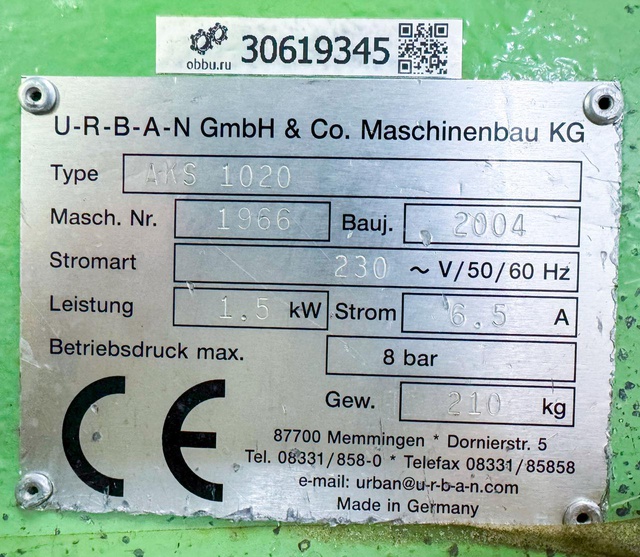 obbu.ru 30619345
U-R-B-A-N GmbH & Co. Maschinenbau KG
Type AKS 1020
Masch. Nr. 1966 Bauj. 2004
Stromart 230 ~ V/50/60 Hz
Leistung 1.5 kW Strom 6.5 A
Betriebsdruck max. 8 bar
Gew. 210 kg
CE
87700 Memmingen * Dornierstr. 5
Tel. 08331/858-0 * Telefax 08331/85858
e-mail: urban@u-r-b-a-n.com
Made in Germany